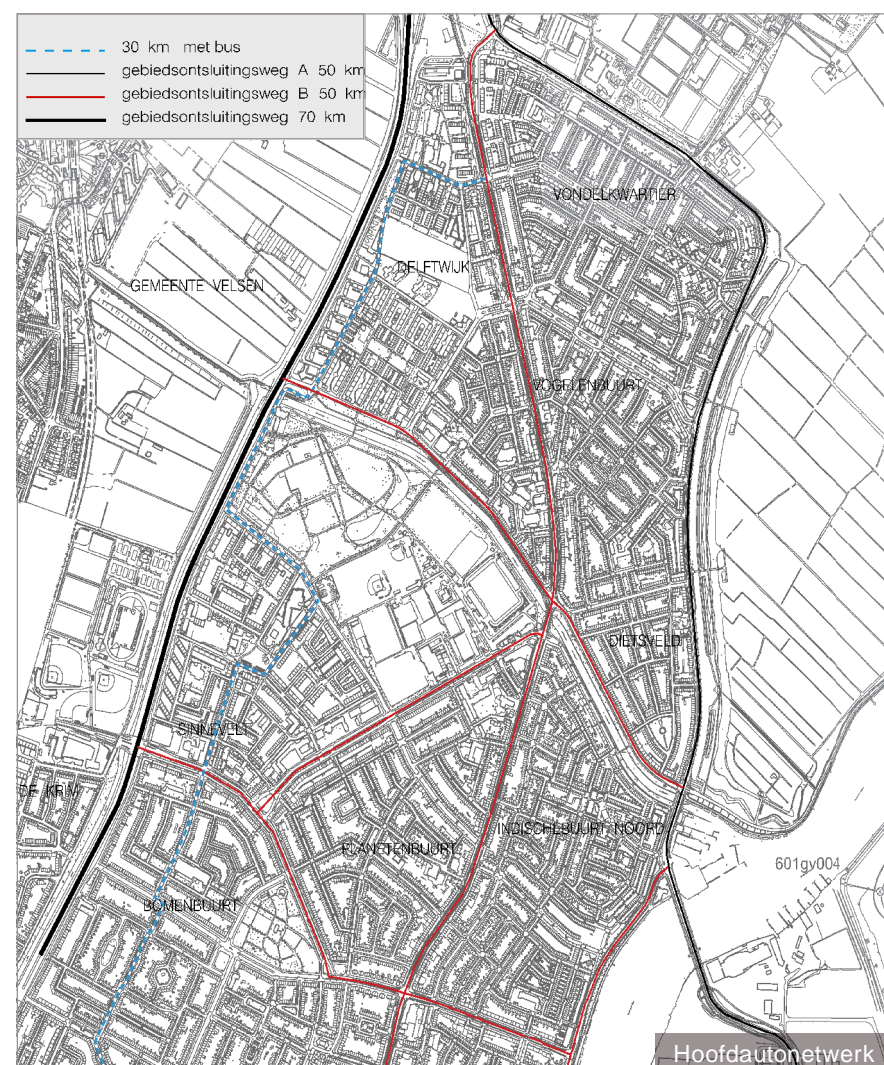 30 km met bus
gebiedsontsluitingsweg A 50 km
gebiedsontsluitingsweg B 50 km
gebiedsontsluitingsweg 70 km
VONDELKWARTIER
DELFTWIJK
GEMEENTE VELSEN
VOGELENBUURT
DIETSVELD
SINNEVELT
DE KRIM
INDISCHEBUURT NOORD
PLANETENBUURT
601gv004
BOMENBUURT
Hoofdautonetwerk